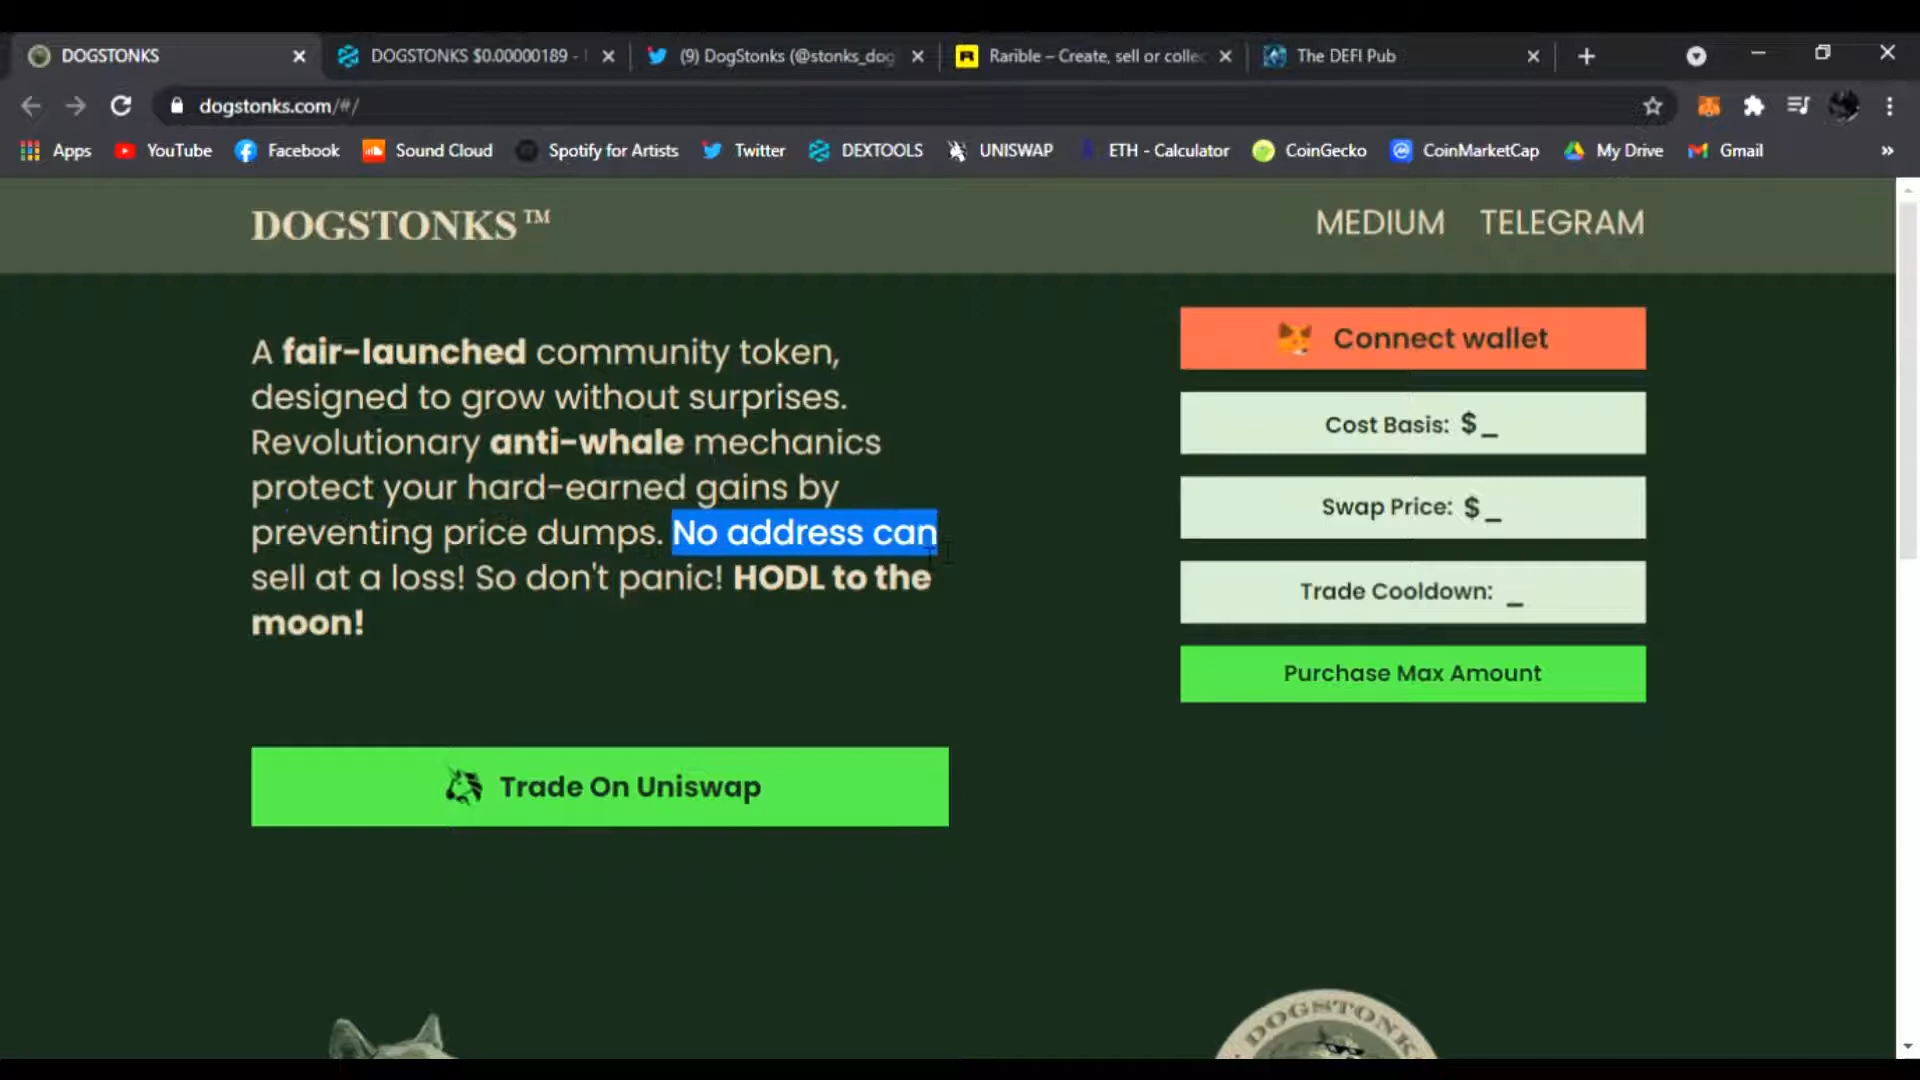 DOGSTONKS
DOGSTONKS $0.00000189 -
(9) DogStonks (@stonks_dog
Rarible – Create, sell or collec
The DEFI Pub
dogstonks.com/#/
Apps
YouTube
Facebook
Sound Cloud
Spotify for Artists
Twitter
DEXTOOLS
UNISWAP
ETH - Calculator
CoinGecko
CoinMarketCap
My Drive
Gmail
»
DOGSTONKS™
MEDIUM
TELEGRAM
A fair-launched community token,
designed to grow without surprises.
Revolutionary anti-whale mechanics
protect your hard-earned gains by
preventing price dumps. No address can
sell at a loss! So don't panic! HODL to the
moon!
Trade On Uniswap
Connect wallet
Cost Basis: $_
Swap Price: $_
Trade Cooldown: _
Purchase Max Amount
DOGSTONK